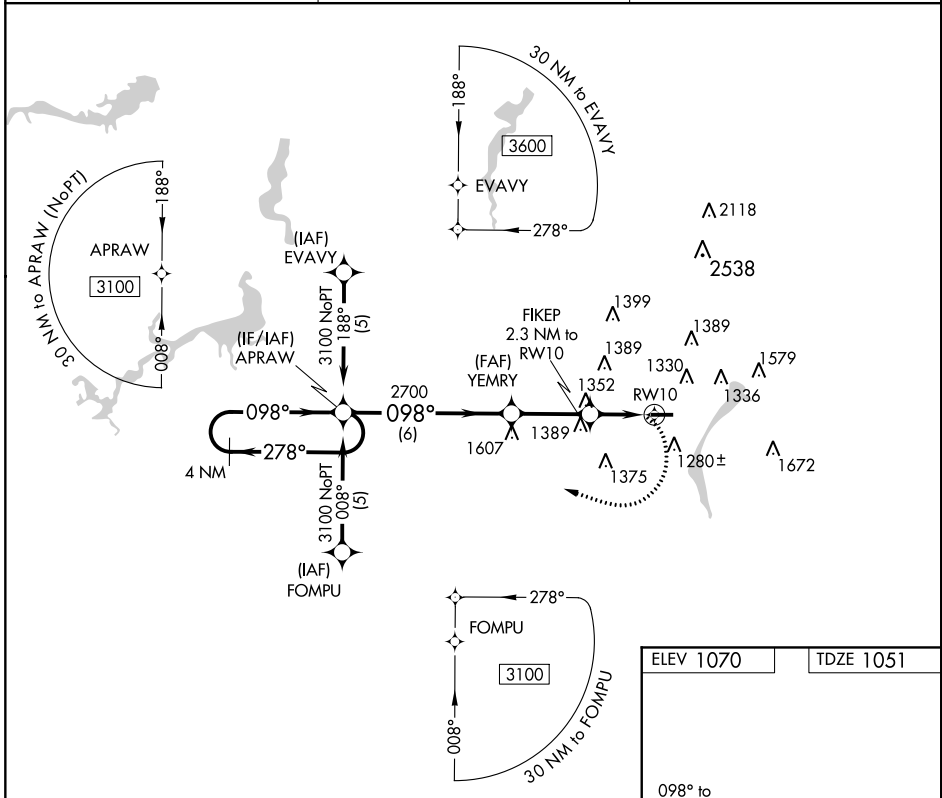 30 NM to EVAVY
188°
3600
EVAVY
278°
30 NM to APRAW (NoPT)
188°
APRAW
3100
008°
2118
2538
(IAF)
EVAVY
3100 NoPT
188°
(5)
(IF/IAF)
APRAW
1399
FIKEP
2.3 NM to
RW10
1389
1389
1579
(FAF)
YEMRY
1352
1330
1336
RW10
2700
098°
098°
(6)
1607
1389
278°
4 NM
1375
1280±
1672
3100 NoPT
008°
(5)
(IAF)
FOMPU
278°
FOMPU
3100
008°
30 NM to FOMPU
ELEV 1070
TDZE 1051
098° to